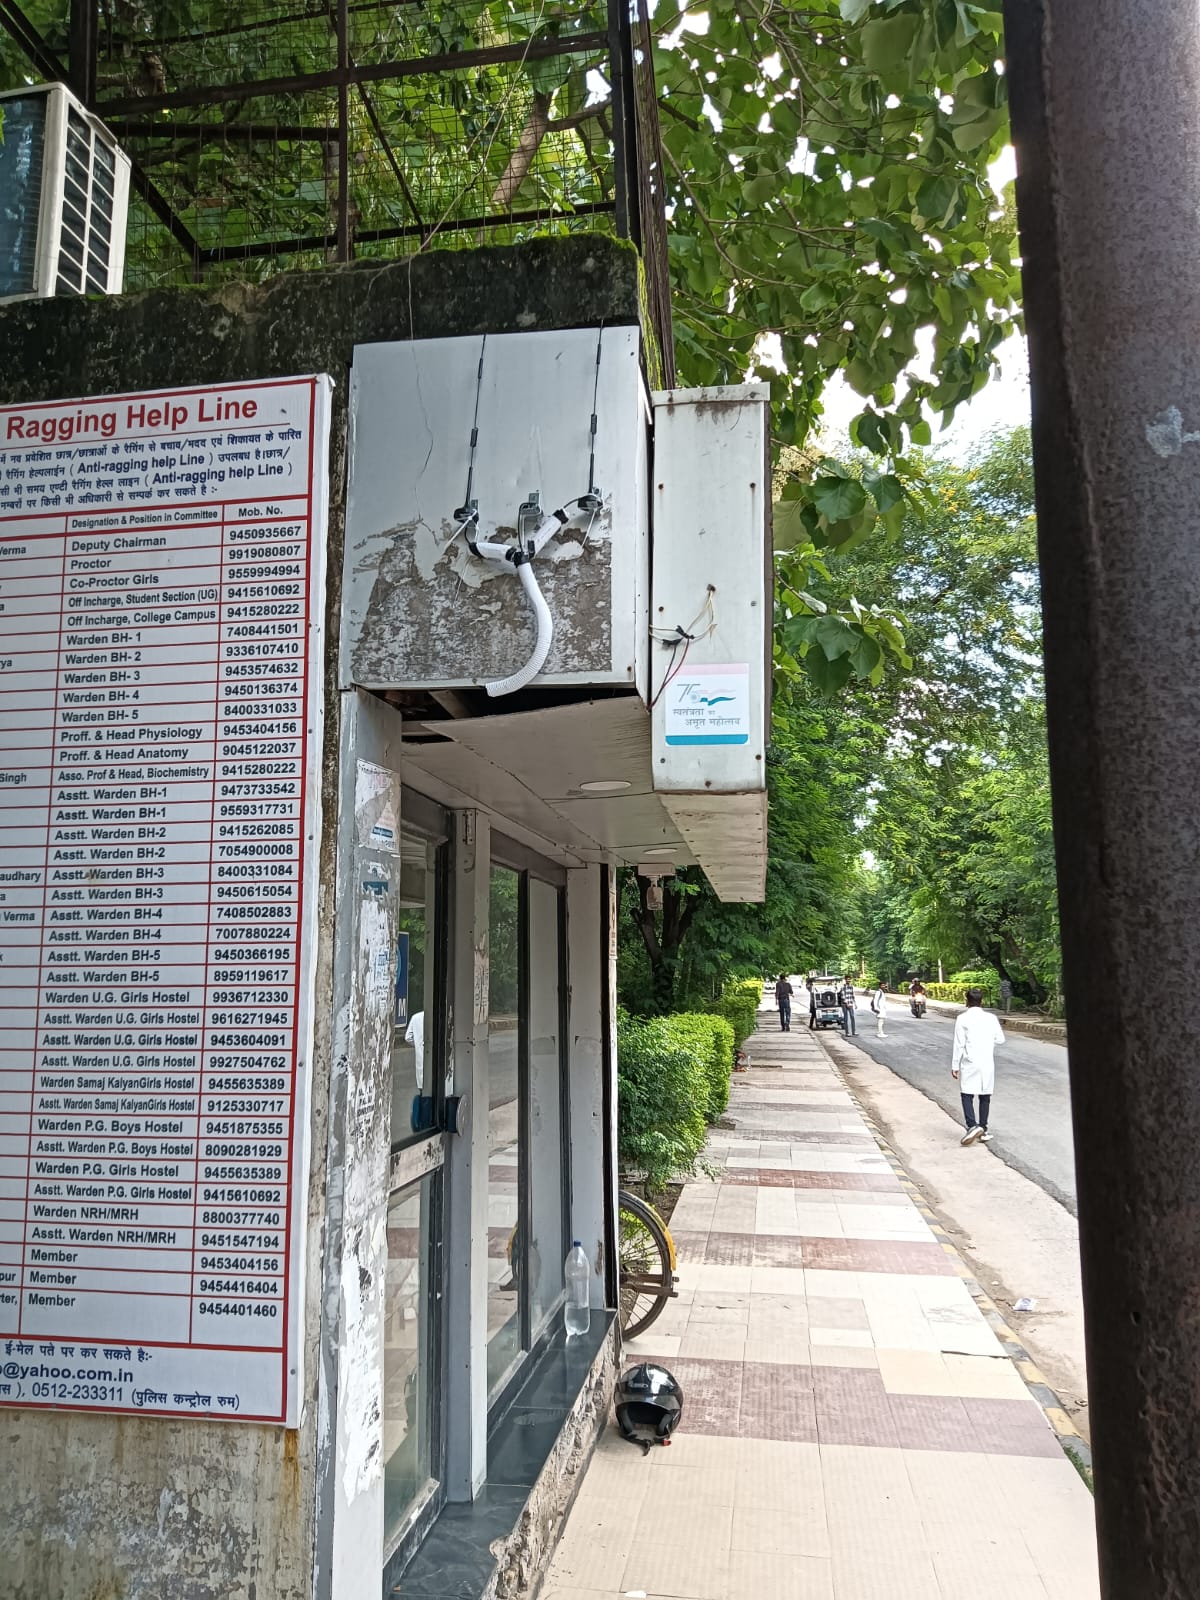 Ragging Help Line
में नव प्रवेशित छात्र/छात्राओं के रैगिंग से बचाव/मदद एवं शिकायत के पारित
रैगिंग हेल्पलाईन ( Anti-ragging help Line ) उपलब्ध है।छात्र/
सी भी समय एण्टी रैगिंग हेल्स लाइन ( Anti-ragging help Line )
नम्बरों पर किसी भी अधिकारी से सम्पर्क कर सकते है :-
Designation & Position in Committee Mob. No.
Verma Deputy Chairman 9450935667
Proctor 9919080807
Co-Proctor Girls 9559994994
Off Incharge, Student Section (UG) 9415610692
Off Incharge, College Campus 9415280222
Warden BH- 1 7408441501
rya Warden BH- 2 9336107410
Warden BH- 3 9453574632
Warden BH- 4 9450136374
Warden BH- 5 8400331033
Proff. & Head Physiology 9453404156
Proff. & Head Anatomy 9045122037
Singh Asso. Prof & Head, Biochemistry 9415280222
Asstt. Warden BH-1 9473733542
Asstt. Warden BH-1 9559317731
Asstt. Warden BH-2 9415262085
Asstt. Warden BH-2 7054900008
audhary Asstt. Warden BH-3 8400331084
a Asstt. Warden BH-3 9450615054
Verma Asstt. Warden BH-4 7408502883
Asstt. Warden BH-4 7007880224
Asstt. Warden BH-5 9450366195
Asstt. Warden BH-5 8959119617
Warden U.G. Girls Hostel 9936712330
Asstt. Warden U.G. Girls Hostel 9616271945
Asstt. Warden U.G. Girls Hostel 9453604091
Asstt. Warden U.G. Girls Hostel 9927504762
Warden Samaj KalyanGirls Hostel 9455635389
Asstt. Warden Samaj KalyanGirls Hostel 9125330717
Warden P.G. Boys Hostel 9451875355
Asstt. Warden P.G. Boys Hostel 8090281929
Warden P.G. Girls Hostel 9455635389
Asstt. Warden P.G. Girls Hostel 9415610692
Warden NRH/MRH 8800377740
Asstt. Warden NRH/MRH 9451547194
Member 9453404156
pur Member 9454416404
rter, Member 9454401460
ई-मेल पते पर कर सकते है:-
@yahoo.com.in
), 0512-233311 (पुलिस कन्ट्रोल रुम)
75
स्वतंत्रता का
अमृत महोत्सव